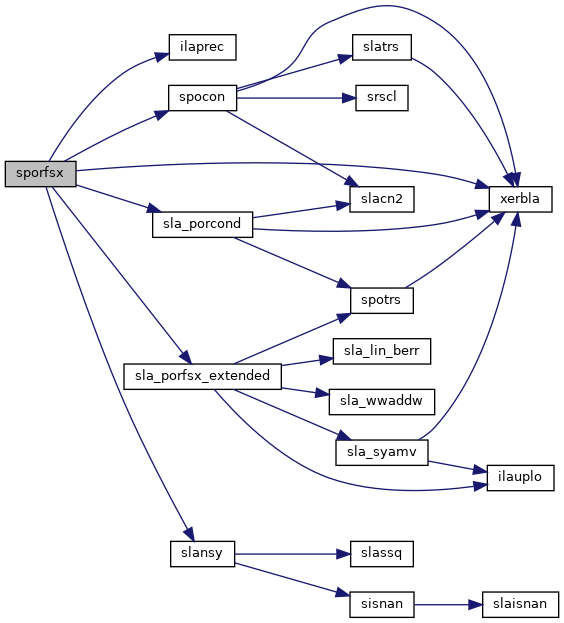 ilaprec
slatrs
spocon
srscl
sporfsx
slacn2
xerbla
sla_porcond
spotrs
sla_lin_berr
sla_porfsx_extended
sla_wwaddw
sla_syamv
ilauplo
slansy
slassq
sisnan
slaisnan